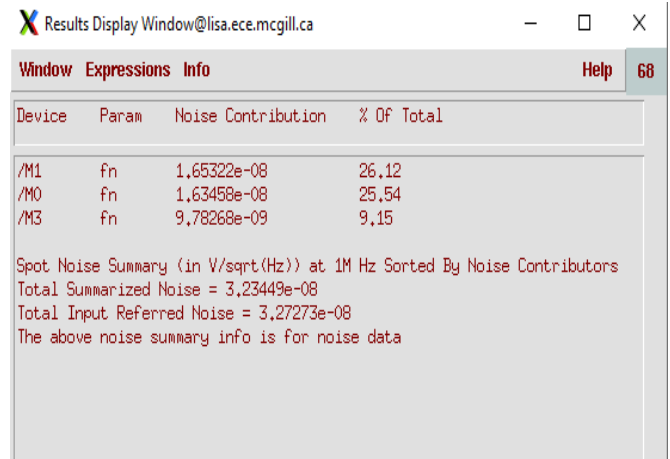 Results Display Window@lisa.ece.mcgill.ca
Window Expressions Info Help 68
Device Param Noise Contribution % Of Total
/M1 fn 1.65322e-08 26.12
/M0 fn 1.63458e-08 25.54
/M3 fn 9.78268e-09 9.15
Spot Noise Summary (in V/sqrt(Hz)) at 1M Hz Sorted By Noise Contributors
Total Summarized Noise = 3.23449e-08
Total Input Referred Noise = 3.27273e-08
The above noise summary info is for noise data